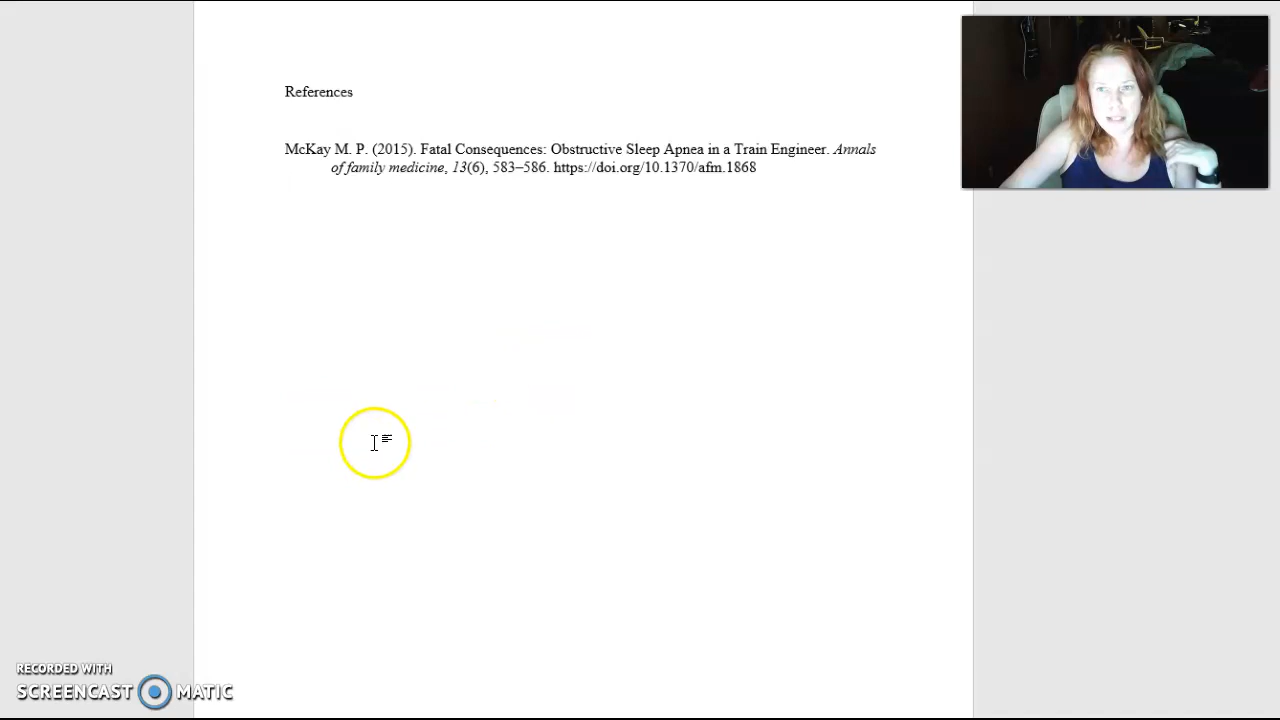 References
McKay M. P. (2015). Fatal Consequences: Obstructive Sleep Apnea in a Train Engineer. Annals
of family medicine, 13(6), 583–586. https://doi.org/10.1370/afm.1868
RECORDED WITH
SCREENCAST MATIC